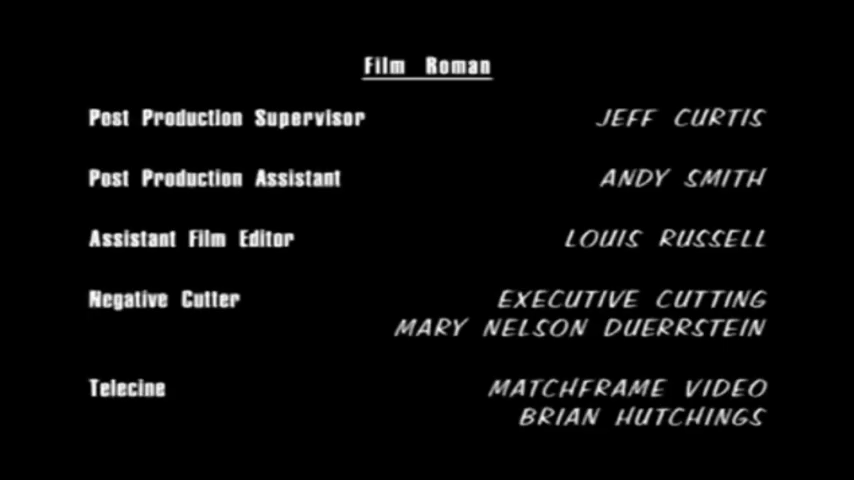 Film Roman
Post Production Supervisor JEFF CURTIS
Post Production Assistant ANDY SMITH
Assistant Film Editor LOUIS RUSSELL
Negative Cutter EXECUTIVE CUTTING
MARY NELSON DUERRSTEIN
Telecine MATCHFRAME VIDEO
BRIAN HUTCHINGS